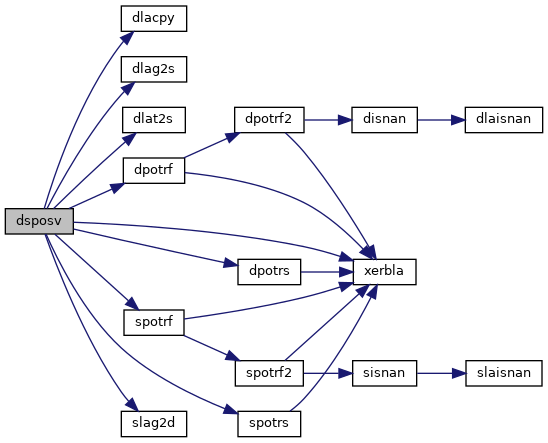 dlacpy
dlag2s
dlat2s
dpotrf2
disnan
dlaisnan
dpotrf
dsposv
dpotrs
xerbla
spotrf
spotrf2
sisnan
slaisnan
slag2d
spotrs